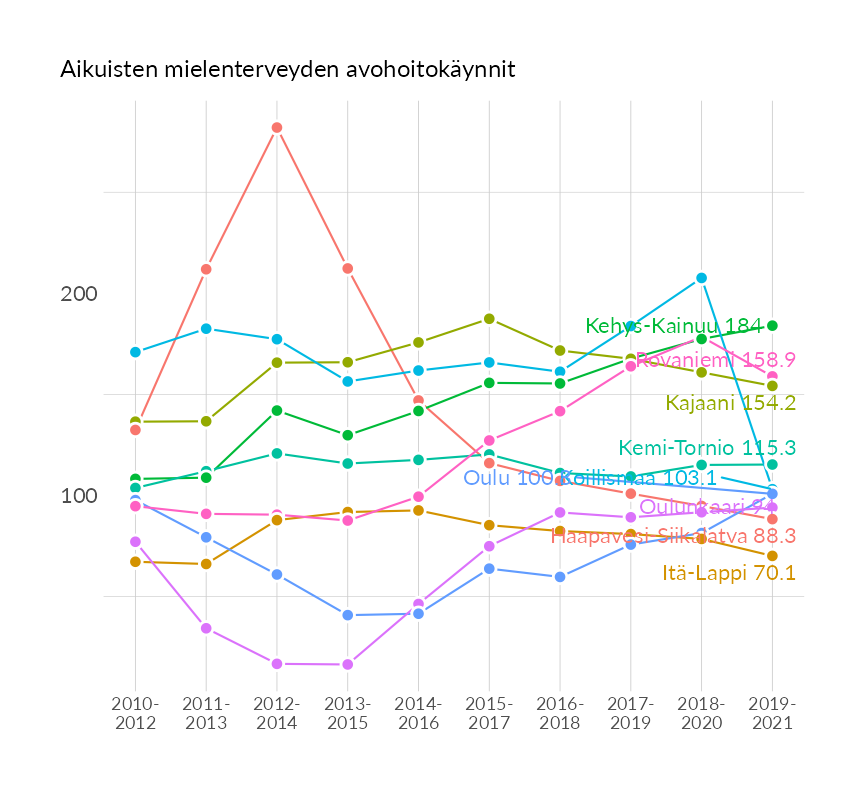 Aikuisten mielenterveyden avohoitokäynnit
200
Kehys-Kainuu 184
Rovaniemi 158.9
Kajaani 154.2
Kemi-Tornio 115.3
100
Oulu
Koillismaa 103.1
Oulunkaari 94
Haapavesi-Siikalatva 88.3
Itä-Lappi 70.1
2010- 2011- 2012- 2013- 2014- 2015- 2016- 2017- 2018- 2019-
2012 2013 2014 2015 2016 2017 2018 2019 2020 2021